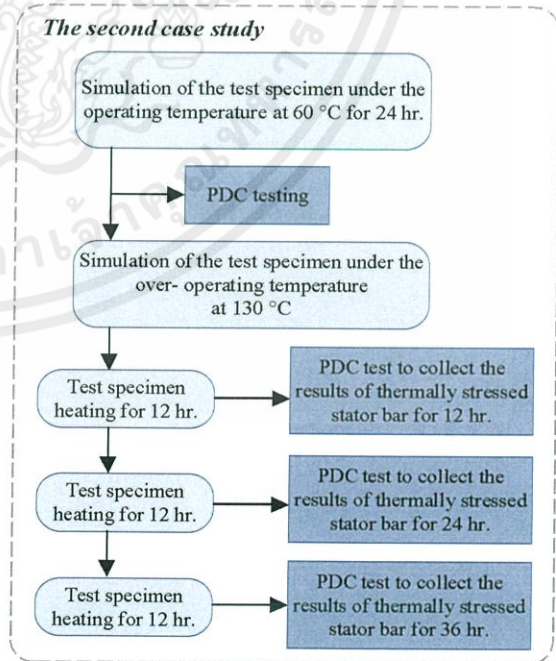 The second case study
Simulation of the test specimen under the
operating temperature at 60 °C for 24 hr.
PDC testing
Simulation of the test specimen under the
over- operating temperature
at 130 °C
Test specimen
heating for 12 hr.
PDC test to collect the
results of thermally stressed
stator bar for 12 hr.
Test specimen
heating for 12 hr.
PDC test to collect the
results of thermally stressed
stator bar for 24 hr.
Test specimen
heating for 12 hr.
PDC test to collect the
results of thermally stressed
stator bar for 36 hr.